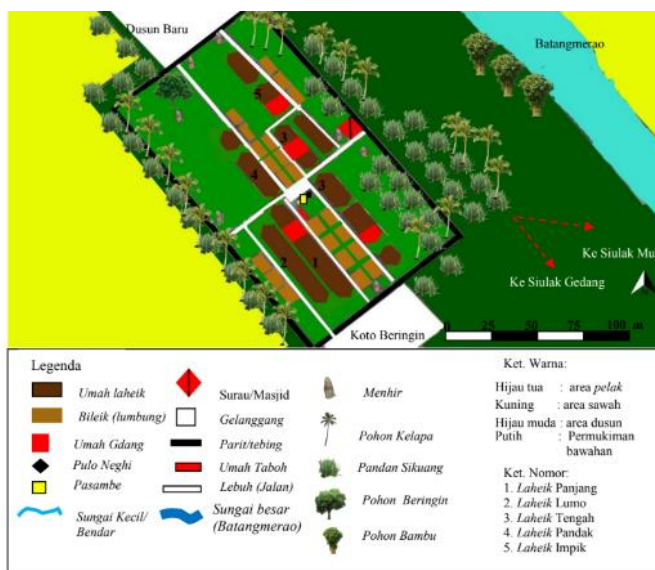 Dusun Baru
Batangmerao
5
3
4
3
2
1
Ke Siulak Mu
Ke Siulak Gedang
Koto Beringin
0 25 50 75 100 m
Legenda
Umah laheik
Bileik (lumbung)
Umah Gdang
Pulo Neghi
Pasambe
Sungai Kecil/
Bendar
Surau/Masjid
Gelanggang
Parit/tebing
Umah Taboh
Lebuh (Jalan)
Sungai besar
(Batangmerao)
Menhir
Pohon Kelapa
Pandan Sikuang
Pohon Beringin
Pohon Bambu
Ket. Warna:
Hijau tua : area pelak
Kuning : area sawah
Hijau muda : area dusun
Putih : Permukiman
bawahan
Ket. Nomor:
1. Laheik Panjang
2. Laheik Lumo
3. Laheik Tengah
4. Laheik Pandak
5. Laheik Impik